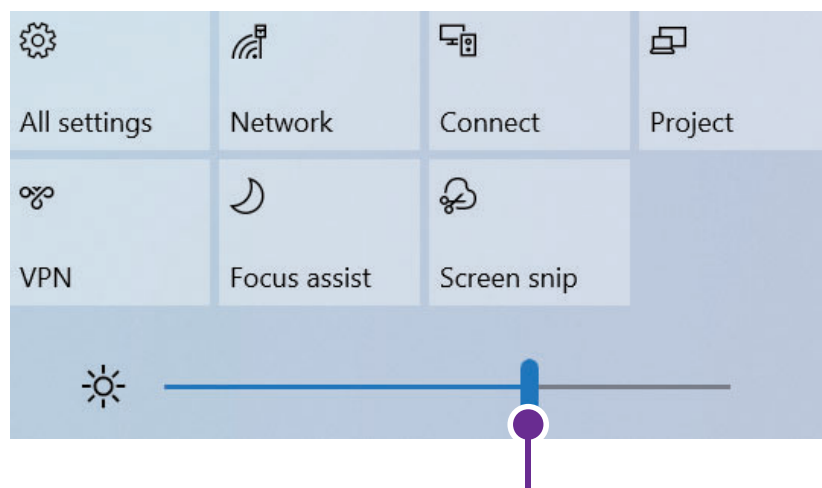 All settings
Network
Connect
Project
VPN
Focus assist
Screen snip